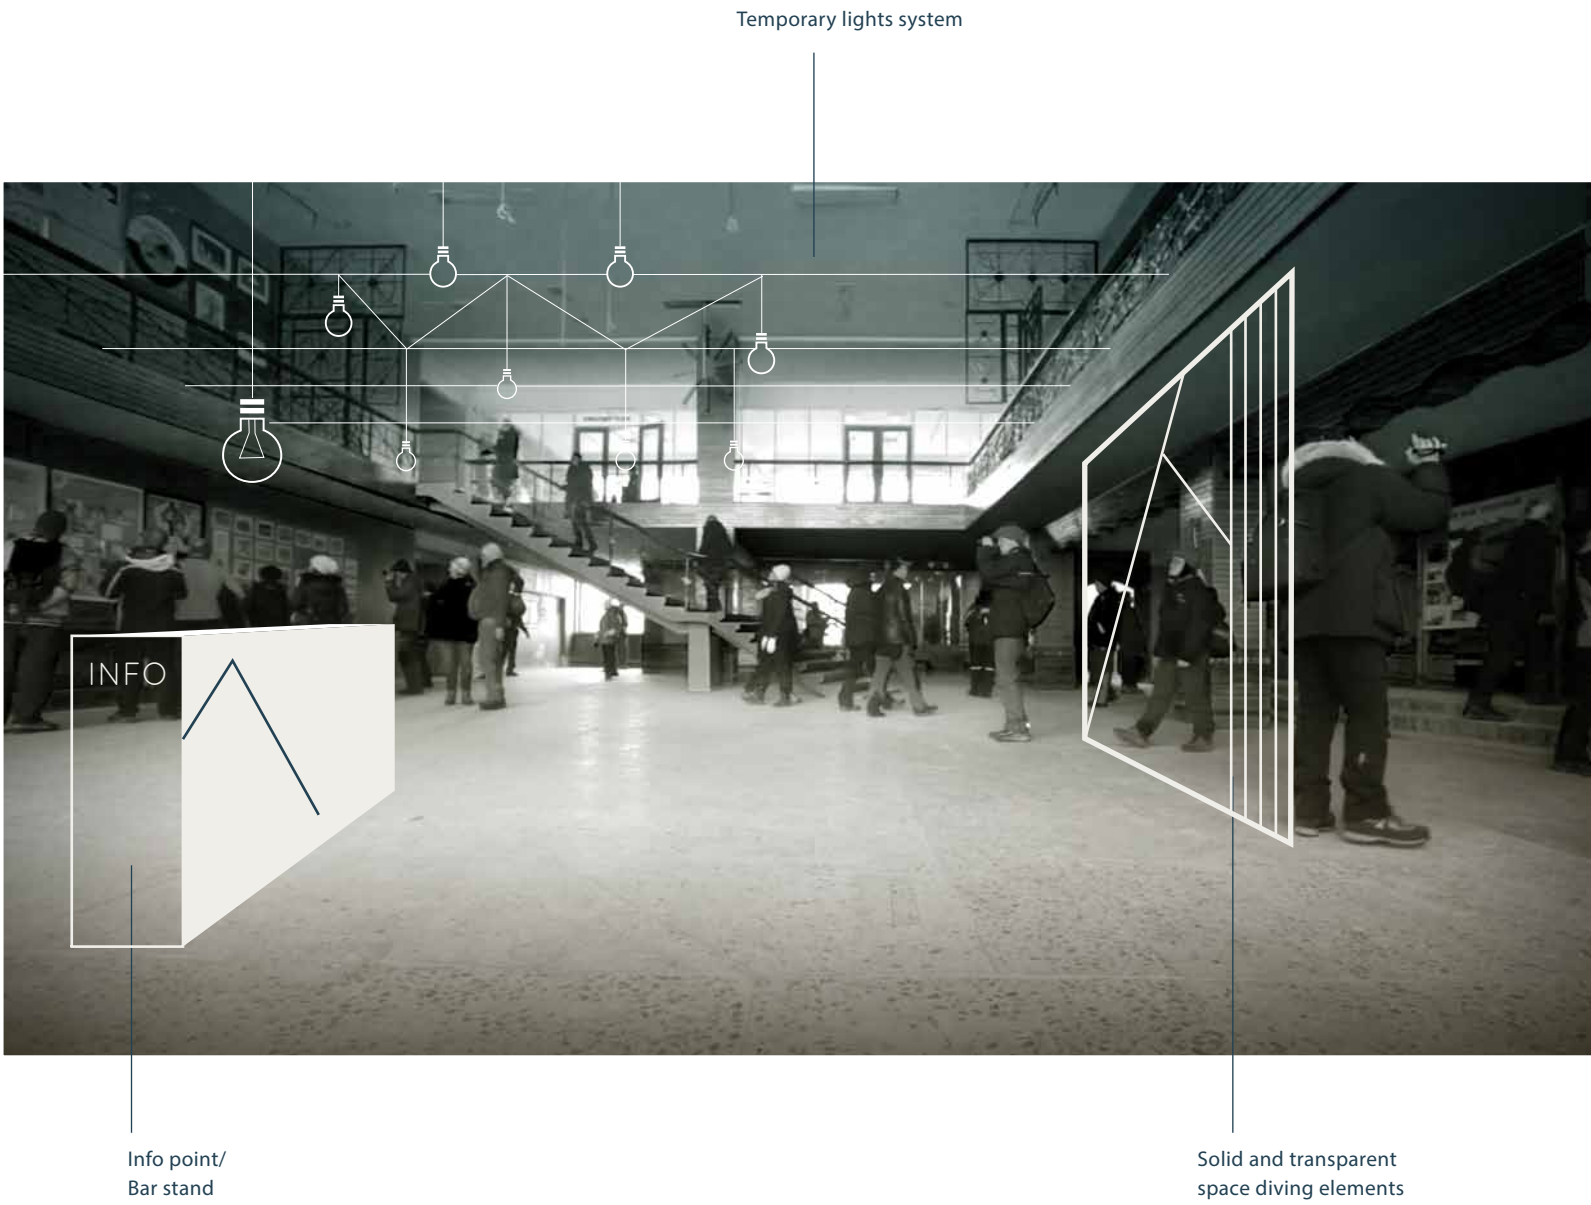 Temporary lights system
INFO
Info point/
Bar stand
Solid and transparent
space diving elements